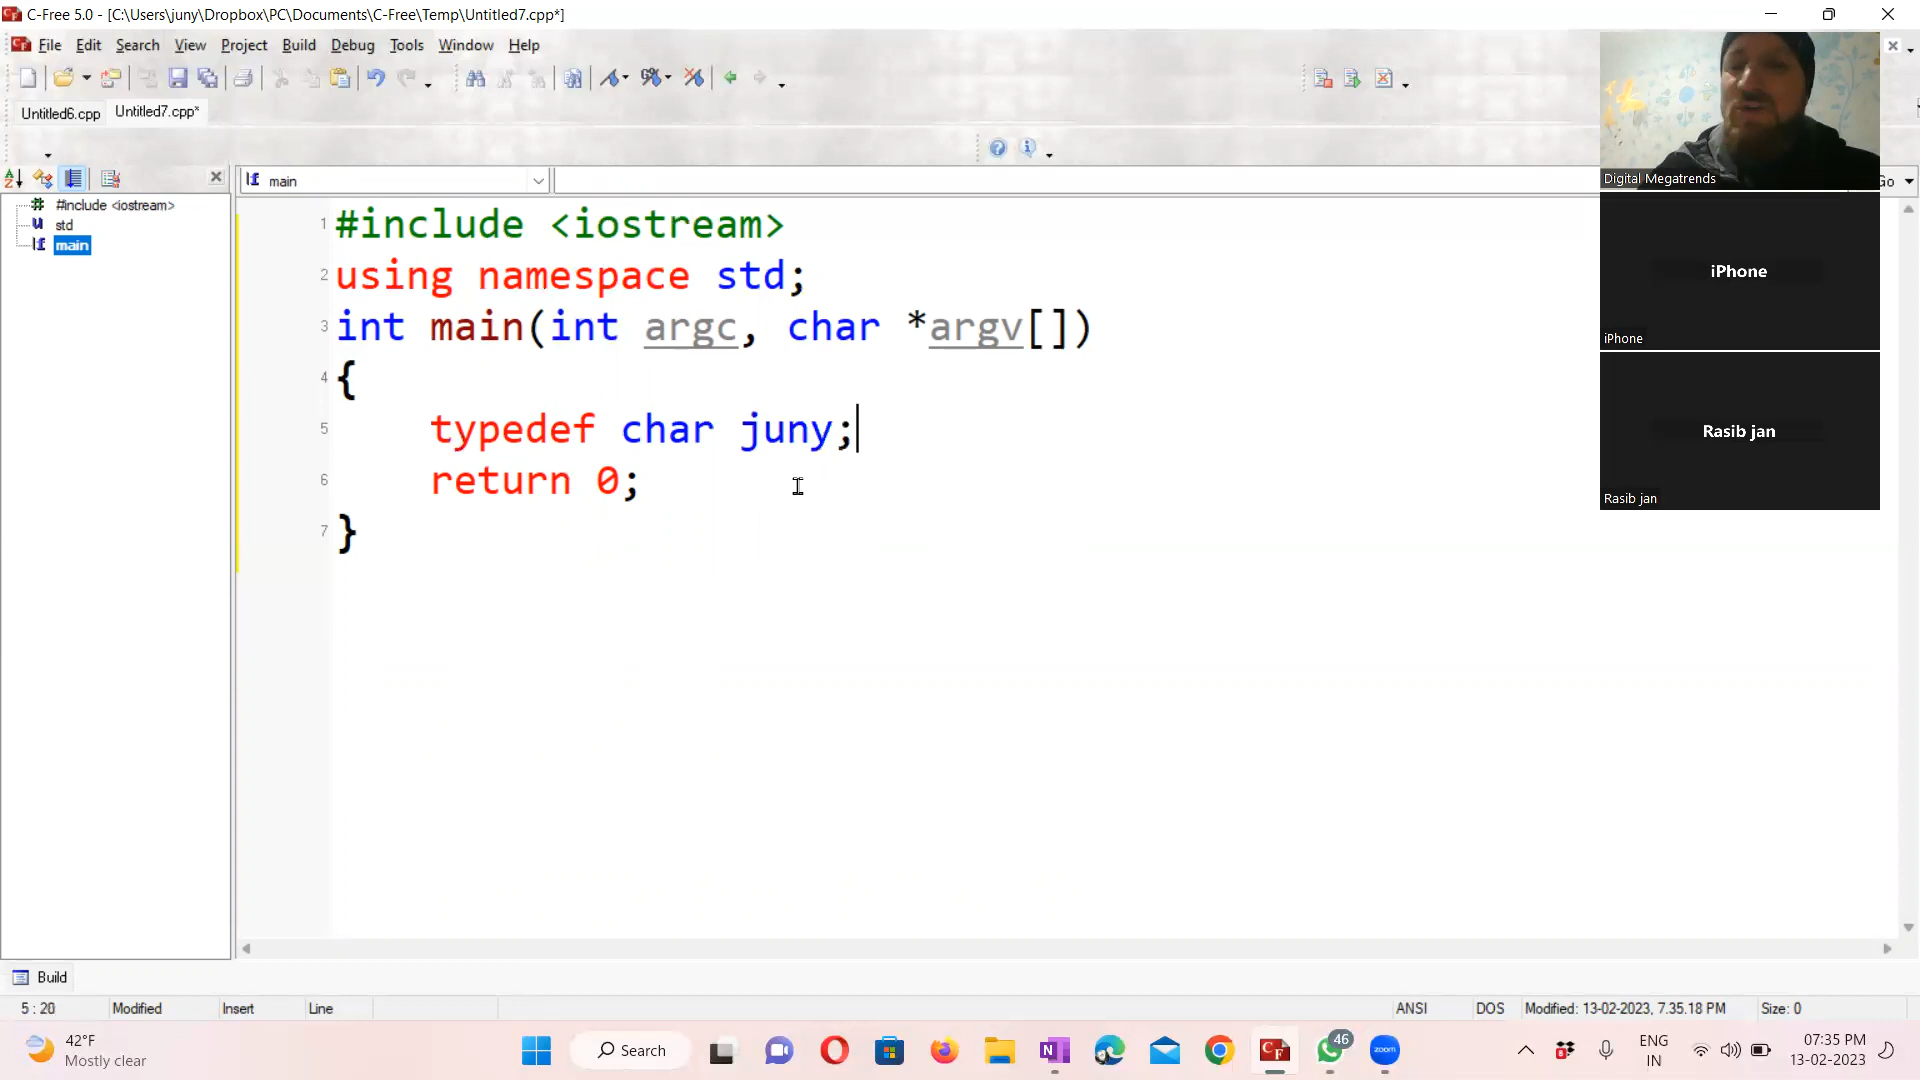 C-Free 5.0 - [C:\Users\juny\Dropbox\PC\Documents\C-Free\Temp\Untitled7.cpp*]
File Edit Search View Project Build Debug Tools Window Help
Untitled6.cpp Untitled7.cpp*
main
#include <iostream>
std
main
1 #include <iostream>
2 using namespace std;
3 int main(int argc, char *argv[])
4 {
5 typedef char juny;
6 return 0;
7 }
Digital Megatrends
Go
iPhone
iPhone
Rasib jan
Rasib jan
Build
5 : 20 Modified Insert Line ANSI DOS Modified: 13-02-2023, 7.35.18 PM Size: 0
42°F
Mostly clear
Search
46
zoom
ENG
IN
07:35 PM
13-02-2023